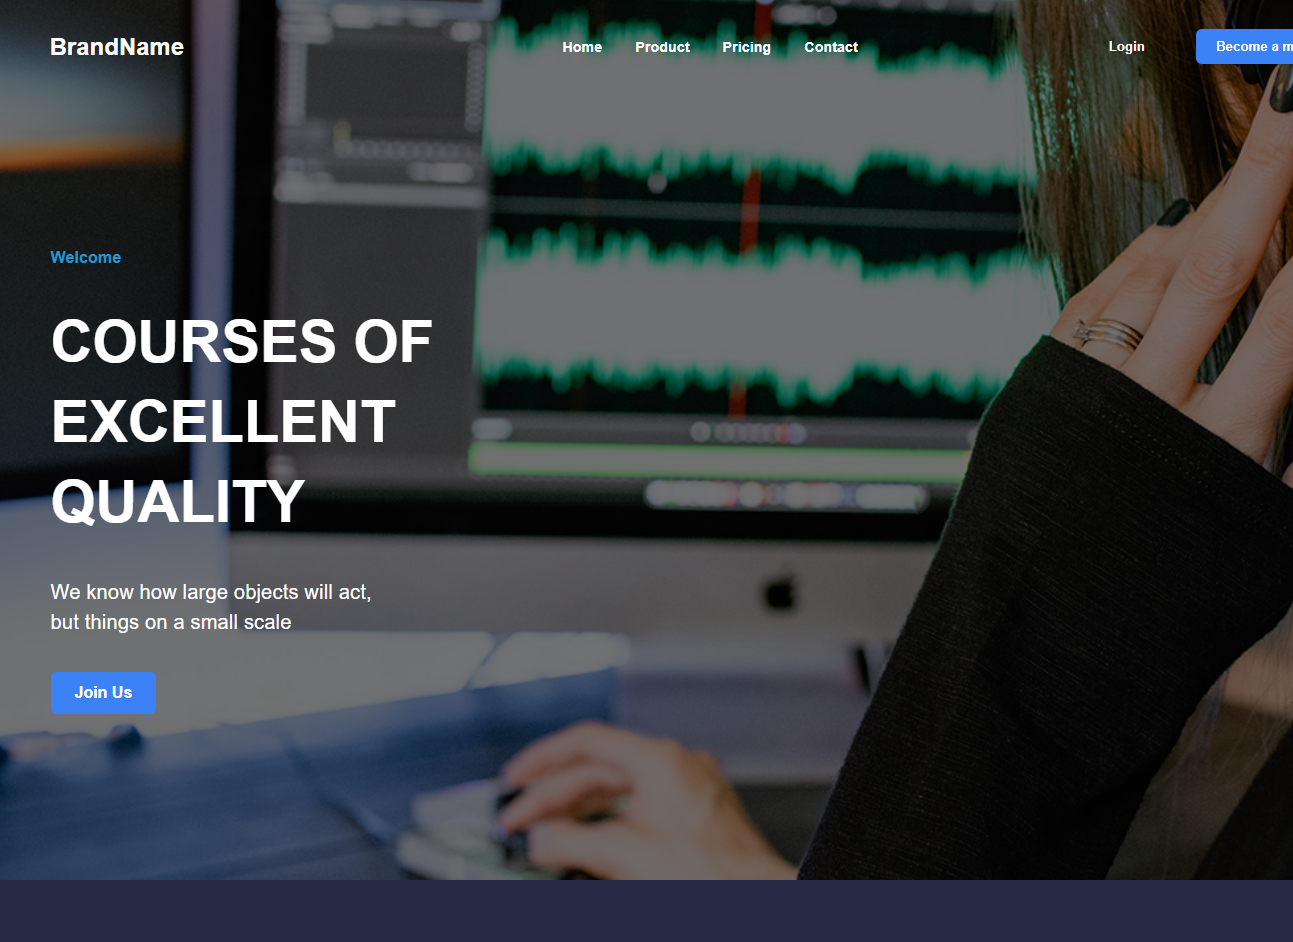 BrandName
Home Product Pricing Contact
Login
Become a m
Welcome
COURSES OF
EXCELLENT
QUALITY
We know how large objects will act,
but things on a small scale
Join Us